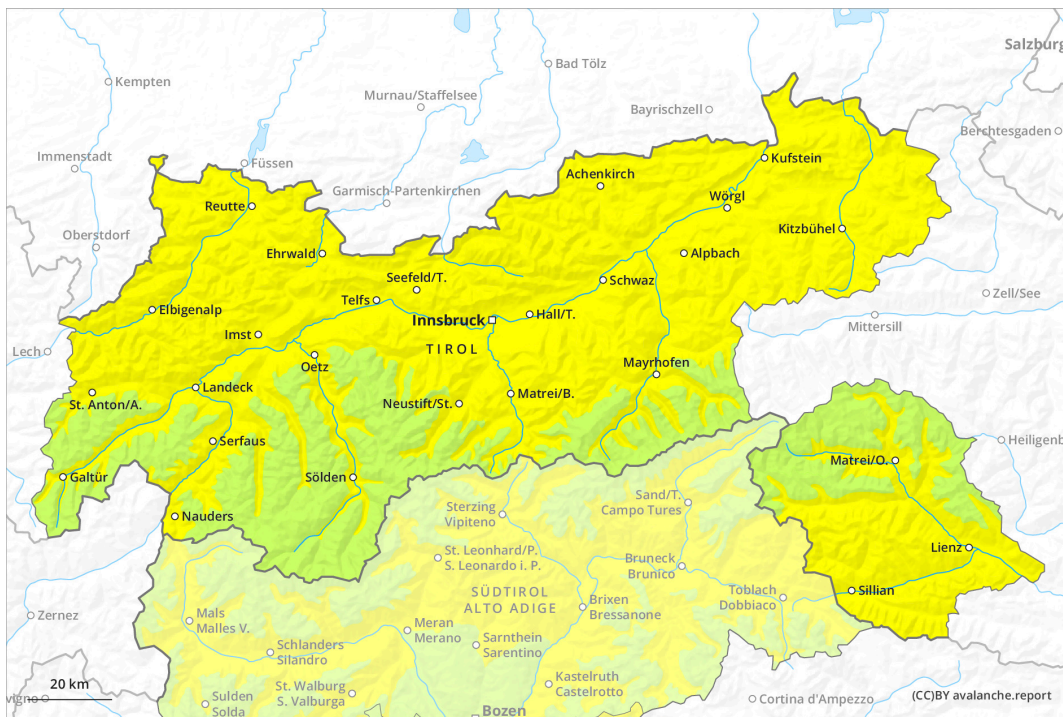 Salzburg
Kempten
Bad Tölz
Murnau/Staffelsee
Bayrischzell
Berchtesgaden
Immenstadt
Füssen
Kufstein
Achenkirch
Garmisch-Partenkirchen
Wörgl
Reutte
Oberstdorf
Kitzbühel
Ehrwald
Alpbach
Seefeld/T.
Schwaz
Telfs
Zell/See
Elbigenalp
Innsbruck
Hall/T.
Mittersill
Imst
TIROL
Lech
Oetz
Mayrhofen
Landeck
St. Anton/A.
Neustift/St.
Matrei/B.
Serfaus
Matrei/O.
Galtür
Sölden
Sand/T.
Campo Tures
Sterzing
Vipiteno
Nauders
Lienz
St. Leonhard/P.
S. Leonardo i. P.
Bruneck
Brunico
SÜDTIROL
ALTO ADIGE
Toblach
Dobbiaco
Sillian
Brixen
Bressanone
Zernez
Mals
Malles V.
Meran
Merano
Sarnthein
Sarentino
Schlanders
Silandro
Kastelruth
Castelrotto
20 km
St. Walburg
S. Valburga
Sulden
Solda
Cortina d'Ampezzo
(CC)BY avalanche.report
Bozen